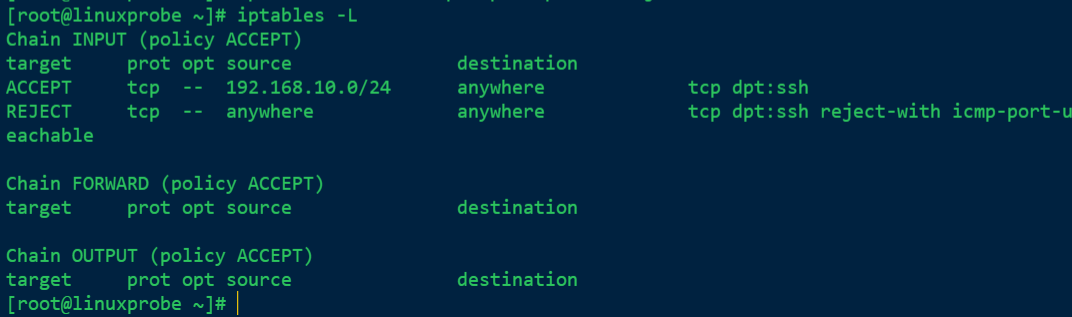 [root@linuxprobe ~]# iptables -L
Chain INPUT (policy ACCEPT)
target     prot opt source               destination
ACCEPT     tcp  --  192.168.10.0/24      anywhere             tcp dpt:ssh
REJECT     tcp  --  anywhere             anywhere             tcp dpt:ssh reject-with icmp-port-u
eachable

Chain FORWARD (policy ACCEPT)
target     prot opt source               destination

Chain OUTPUT (policy ACCEPT)
target     prot opt source               destination
[root@linuxprobe ~]#